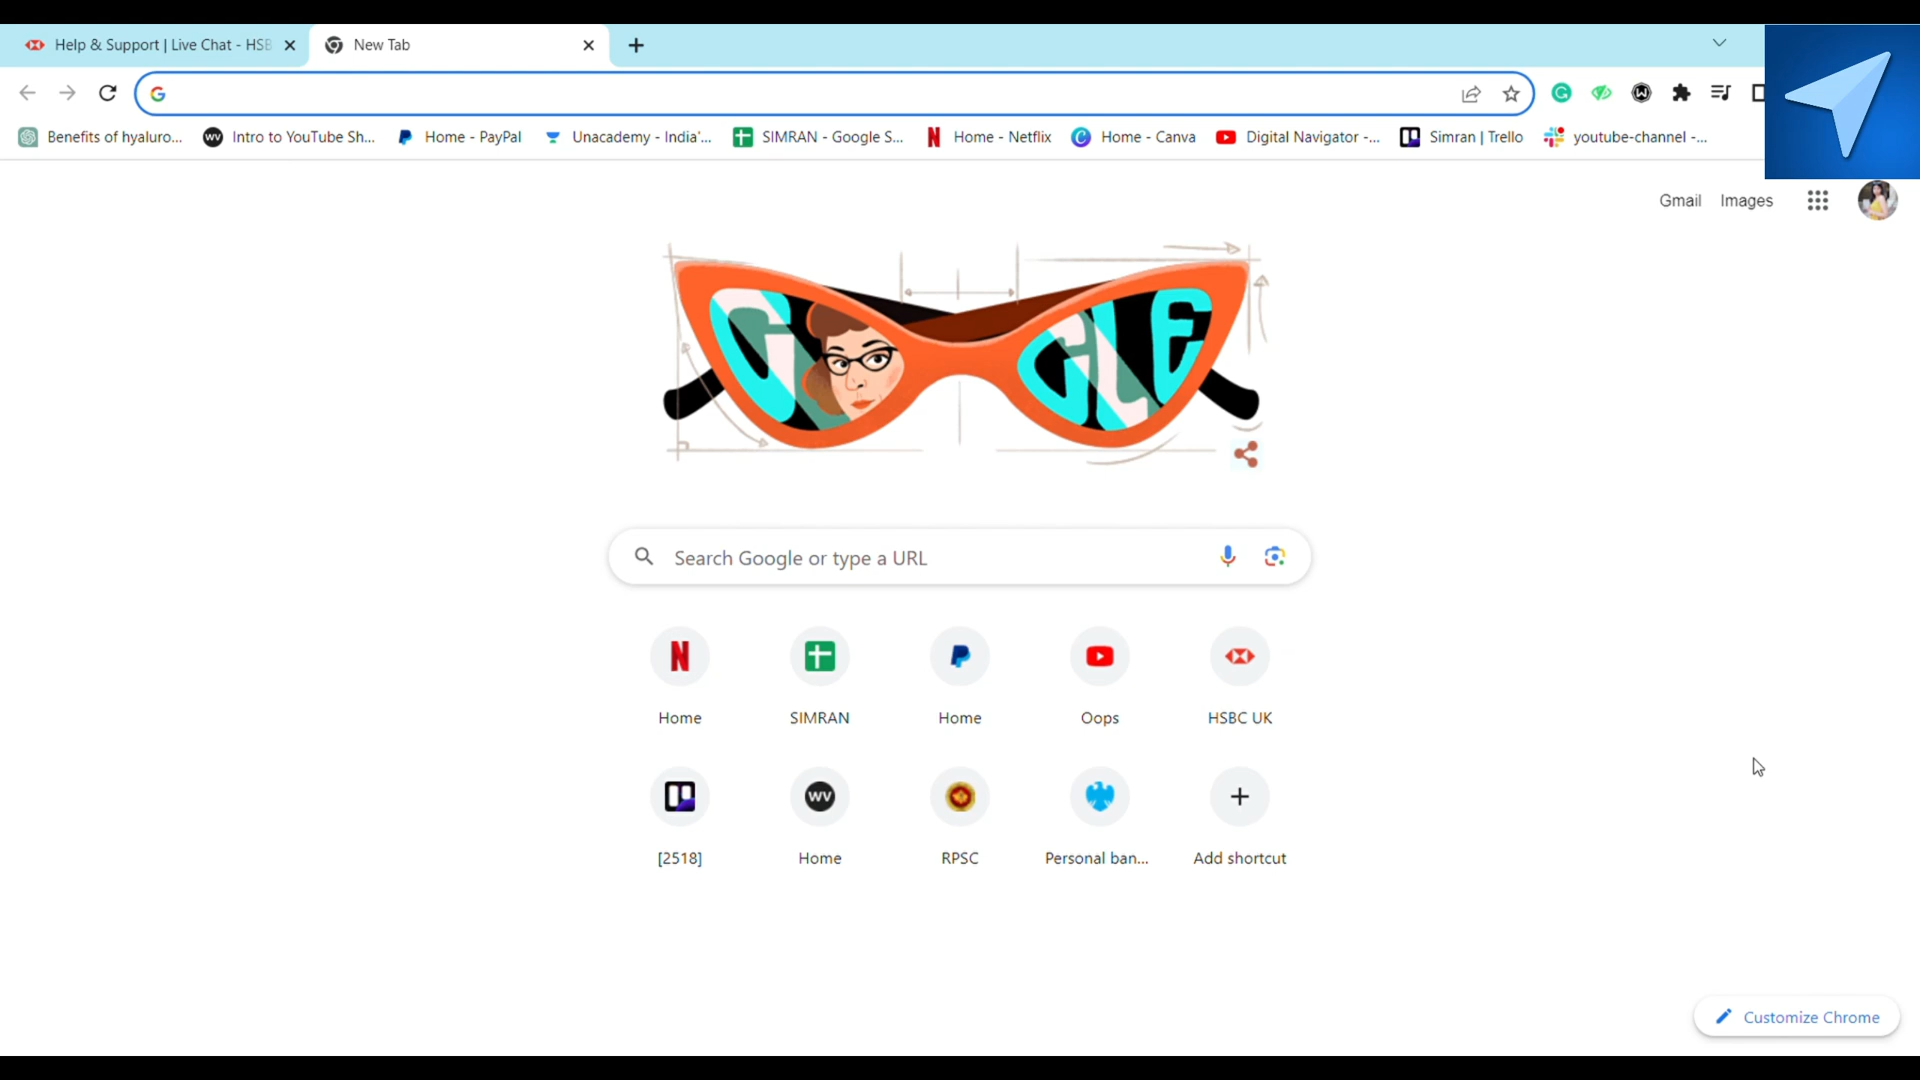 Help & Support | Live Chat - HSB
New Tab
Benefits of hyaluro...
Intro to YouTube Sh...
Home - PayPal
Unacademy - India'...
SIMRAN - Google S...
Home - Netflix
Home - Canva
Digital Navigator -...
Simran | Trello
youtube-channel -...
Gmail
Images
G GLE
Search Google or type a URL
Home
SIMRAN
Home
Oops
HSBC UK
[2518]
Home
RPSC
Personal ban...
Add shortcut
Customize Chrome